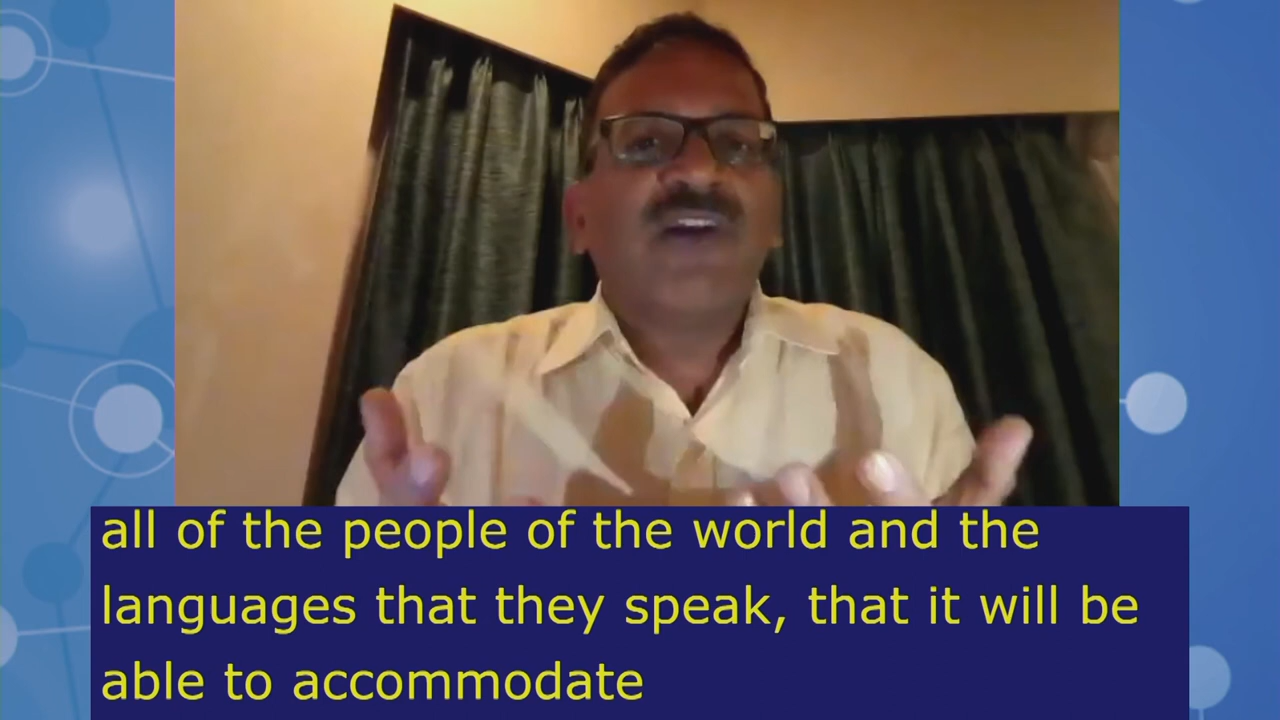 all of the people of the world and the
languages that they speak, that it will be
able to accommodate